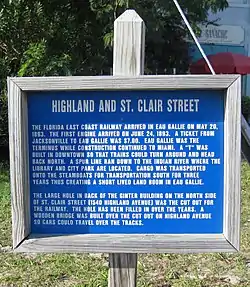 HIGHLAND AND ST. CLAIR STREET
THE FLORIDA EAST COAST RAILWAY ARRIVED IN EAU GALLIE ON MAY 20,
1893. THE FIRST ENGINE ARRIVED ON JUNE 24, 1893. A TICKET FROM
JACKSONVILLE TO EAU GALLIE WAS $7.00. EAU GALLIE WAS THE
TERMINUS WHILE CONSTRUCTION CONTINUED TO MIAMI. A "Y" WAS
BUILT IN DOWNTOWN SO THAT TRAINS COULD TURN AROUND AND HEAD
BACK NORTH. A SPUR LINE RAN DOWN TO THE INDIAN RIVER WHERE THE
LIBRARY AND CITY PARK ARE LOCATED. CARGO WAS TRANSPORTED
ONTO THE STEAMBOATS FOR TRANSPORTATION SOUTH FOR THREE
YEARS THUS CREATING A SHORT LIVED LAND BOOM IN EAU GALLIE.
THE LARGE HOLE IN BACK OF THE GINTER BUILDING ON THE NORTH SIDE
OF ST. CLAIR STREET (1540 HIGHLAND AVENUE) WAS THE CUT OUT FOR
THE RAILWAY. THE HOLE HAS BEEN FILLED IN OVER THE YEARS. A
WOODEN BRIDGE WAS BUILT OVER THE CUT OUT ON HIGHLAND AVENUE
SO CARS COULD TRAVEL OVER THE TRACKS.